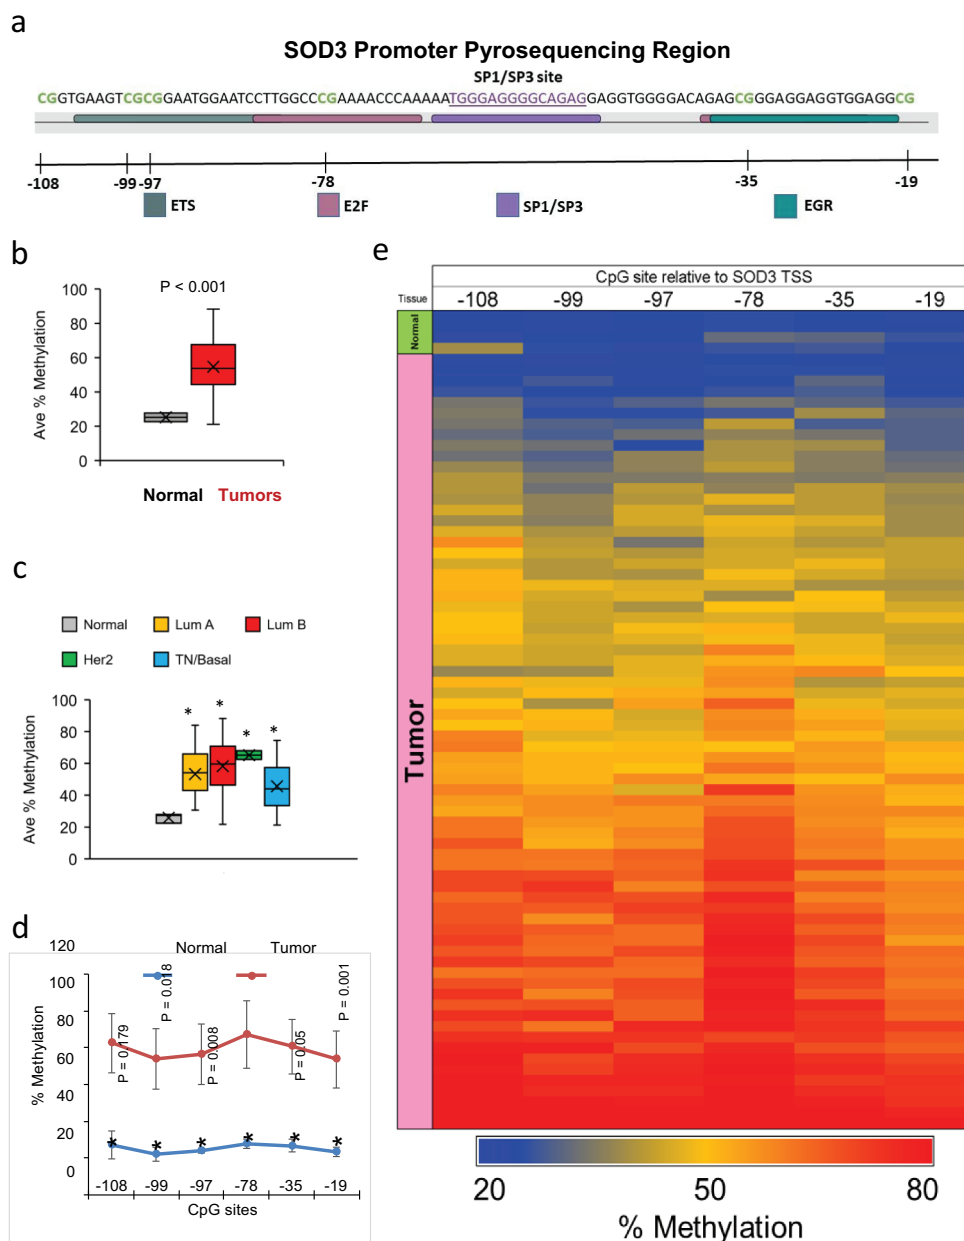 a
SOD3 Promoter Pyrosequencing Region
SP1/SP3 site
CGGTGAAGTCGCGGAATGGAATCCTTGGCCCGAAAACCCAAAAATGGGAGGGGCAGAGGAGGTGGGGACAGAGCGGGAGGAGGTGGAGGCG
-108 -99 -97 -78 -35 -19
ETS E2F SP1/SP3 EGR
b
P < 0.001
100
80
60
40
20
0
Ave % Methylation
Normal Tumors
c
Normal Lum A Lum B
Her2 TN/Basal
100
80
60
40
20
0
Ave % Methylation
* * * *
d
120
100
80
60
40
20
0
% Methylation
Normal Tumor
P = 0.179
P = 0.018
P = 0.008
P = 0.05
P = 0.001
* * * * * *
-108 -99 -97 -78 -35 -19
CpG sites
e
CpG site relative to SOD3 TSS
Tissue -108 -99 -97 -78 -35 -19
Normal
Tumor
20 50 80
% Methylation